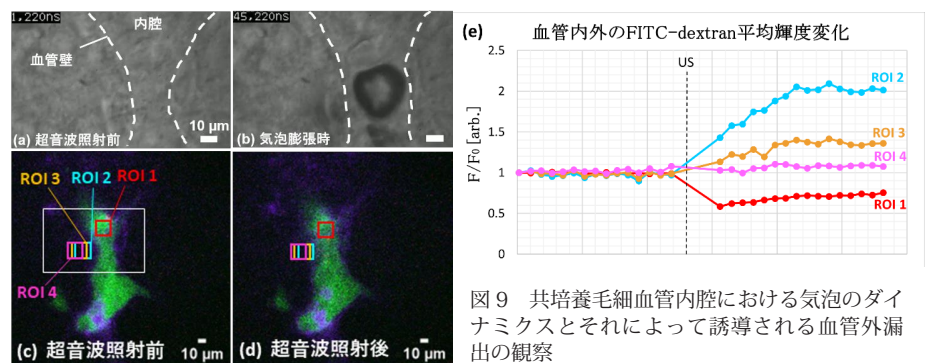 1,220ns
内腔
血管壁
(a) 超音波照射前
10 μm
45,220ns
(b) 気泡膨張時
ROI 3
ROI 2
ROI 1
ROI 4
(c) 超音波照射前
10 μm
(d) 超音波照射後
10 μm
(e)
血管内外のFITC-dextran平均輝度変化
US
F/F0 [arb.]
2.5
2
1.5
1
0.5
0
ROI 2
ROI 3
ROI 4
ROI 1
図９　共培養毛細血管内腔における気泡のダイ
ナミクスとそれによって誘導される血管外漏
出の観察